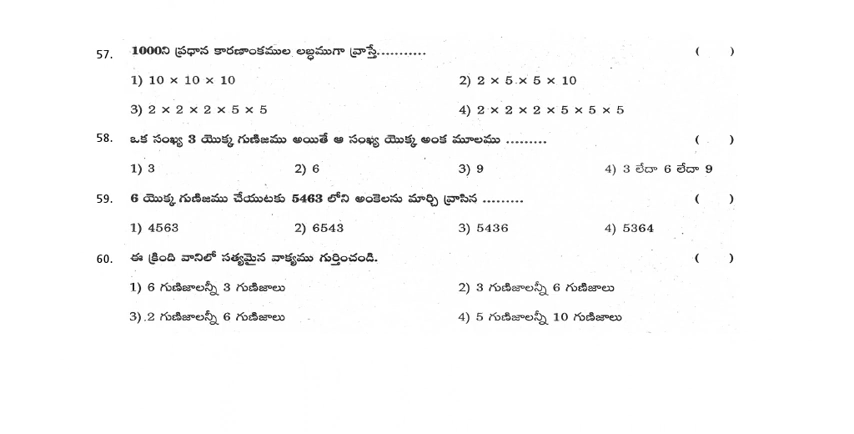 57. 1000ని ప్రధాన కారణాంకముల లబ్ధముగా వ్రాస్తే........... ( )
1) 10 × 10 × 10 2) 2 × 5 × 5 × 10
3) 2 × 2 × 2 × 5 × 5 4) 2 × 2 × 2 × 5 × 5 × 5
58. ఒక సంఖ్య 3 యొక్క గుణిజము అయితే ఆ సంఖ్య యొక్క అంక మూలము ......... ( )
1) 3 2) 6 3) 9 4) 3 లేదా 6 లేదా 9
59. 6 యొక్క గుణిజము చేయుటకు 5463 లోని అంకెలను మార్చి వ్రాసిన ......... ( )
1) 4563 2) 6543 3) 5436 4) 5364
60. ఈ క్రింది వానిలో సత్యమైన వాక్యము గుర్తించండి. ( )
1) 6 గుణిజాలన్నీ 3 గుణిజాలు 2) 3 గుణిజాలన్నీ 6 గుణిజాలు
3) 2 గుణిజాలన్నీ 6 గుణిజాలు 4) 5 గుణిజాలన్నీ 10 గుణిజాలు